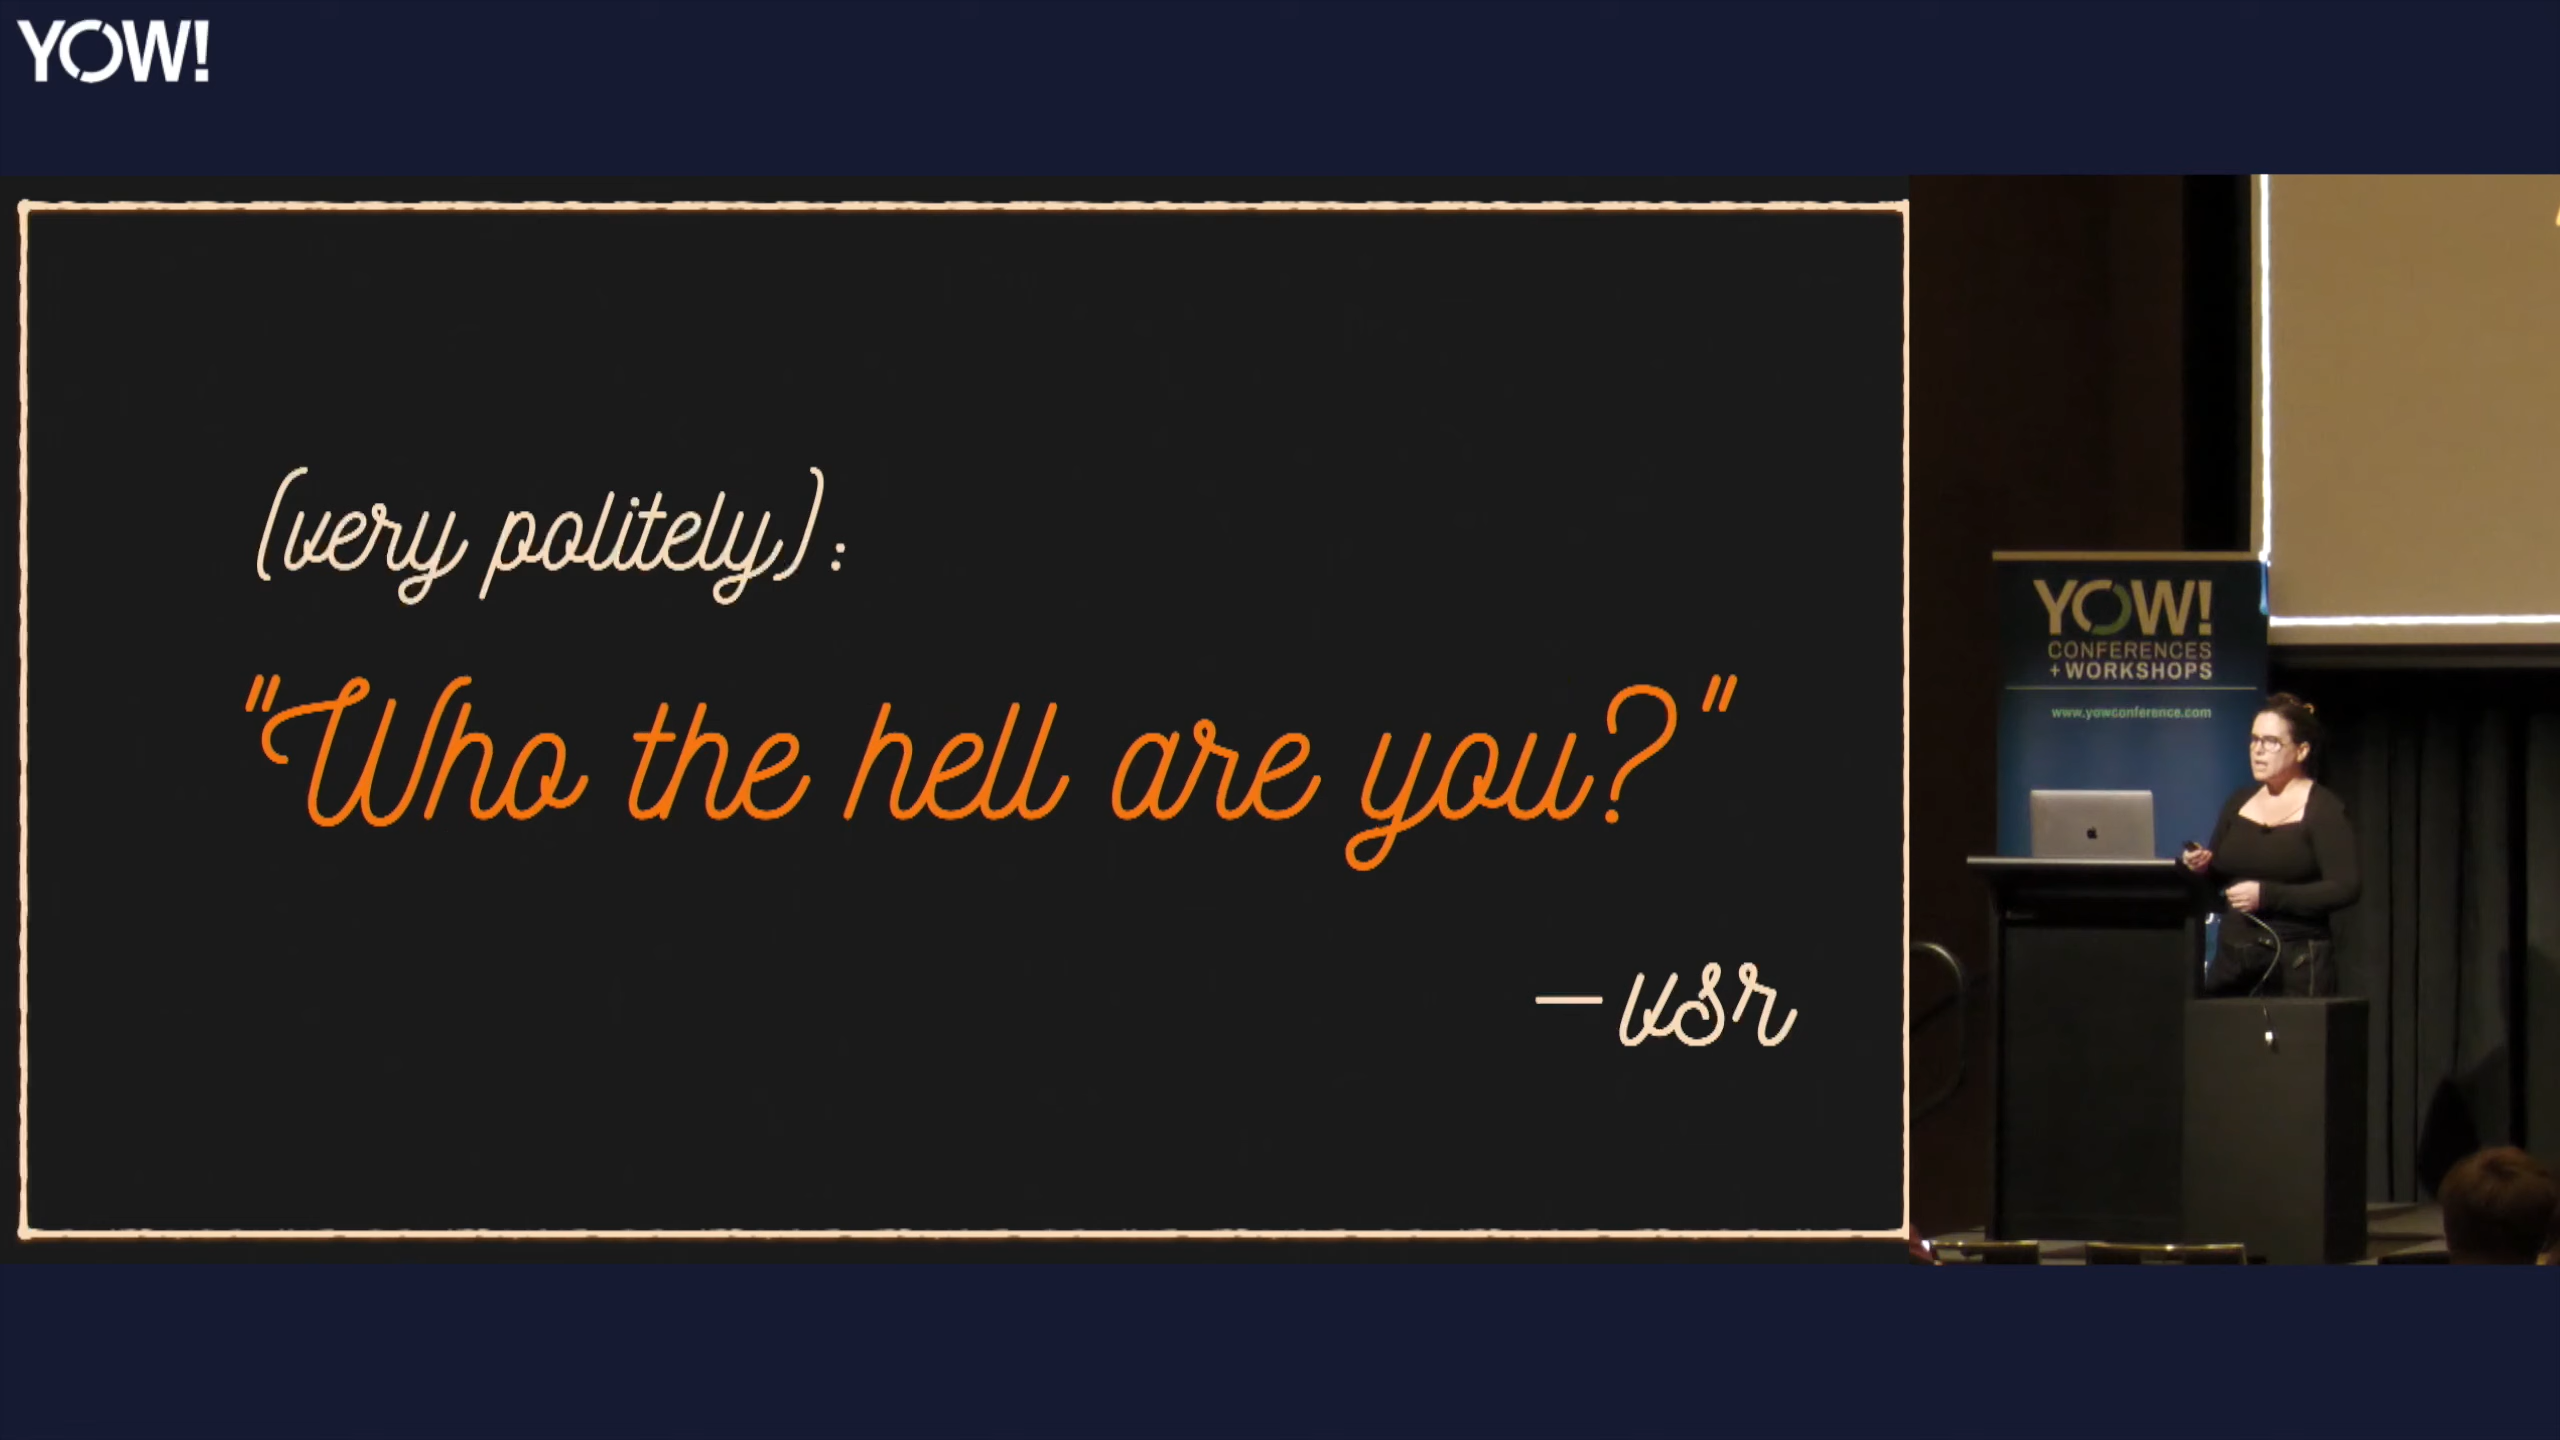 YOW!
(very politely):
"Who the hell are you?"
— usr
YOW!
CONFERENCES
+ WORKSHOPS
www.yowconference.com